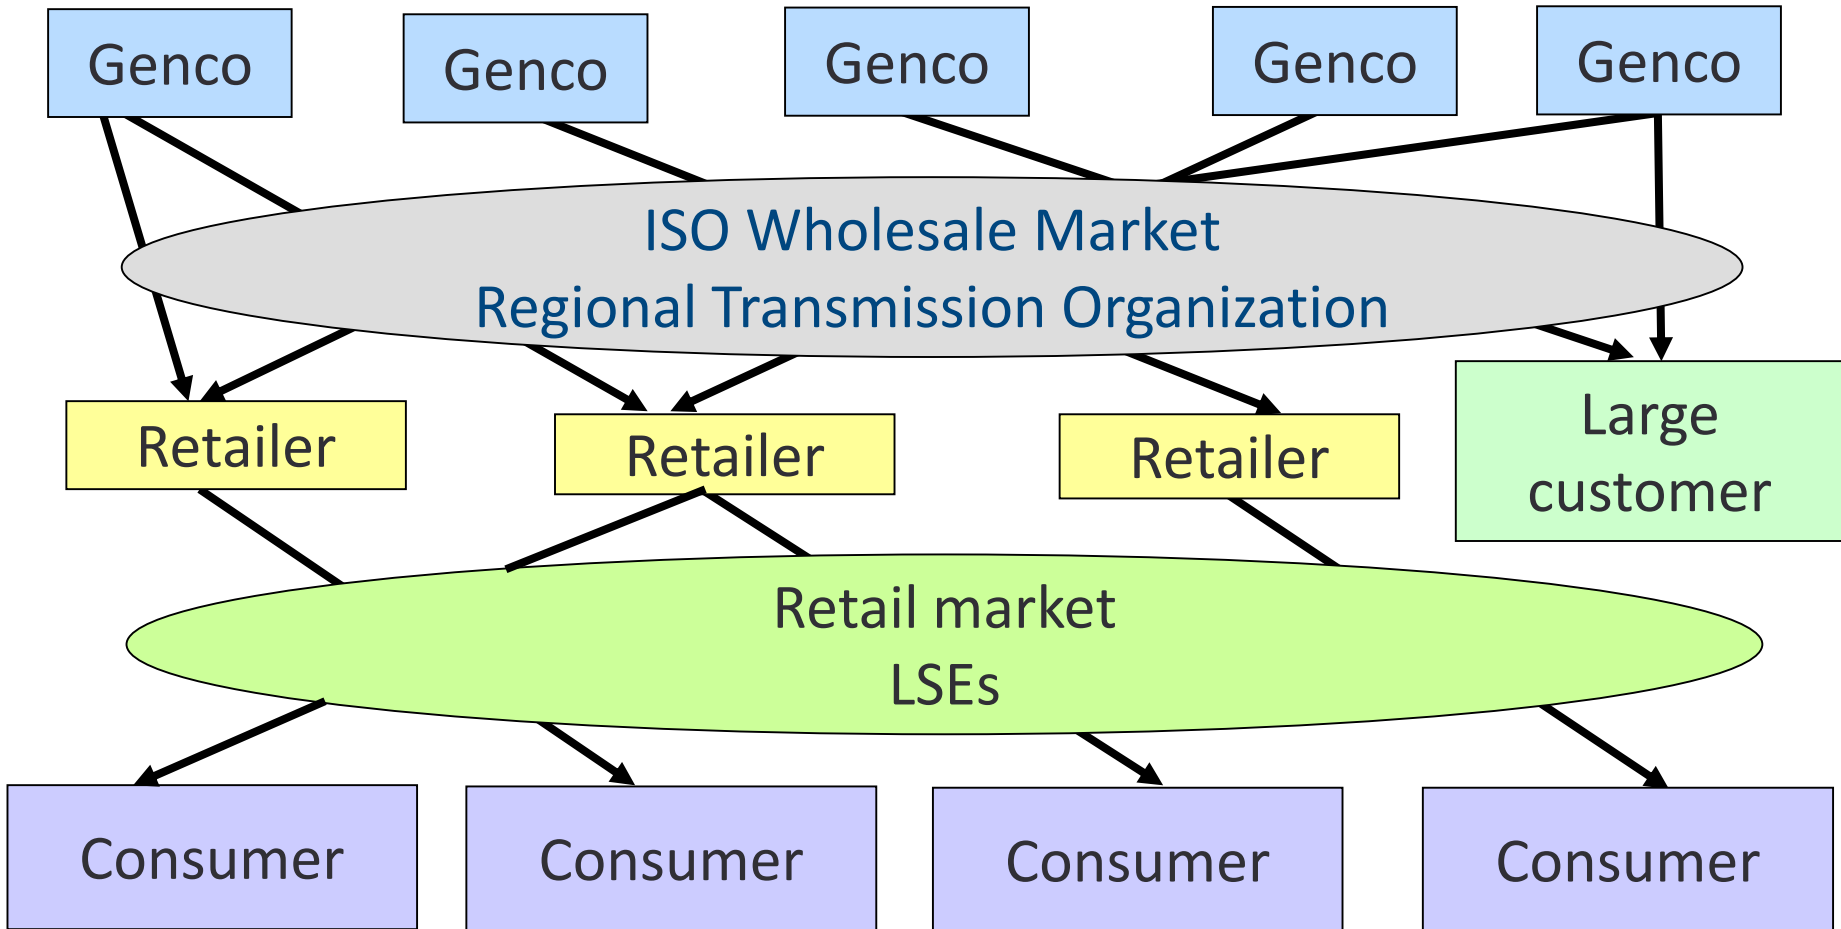 Genco
Genco
Genco
Genco
Genco
ISO Wholesale Market
Regional Transmission Organization
Retailer
Retailer
Retailer
Large
customer
Retail market
LSEs
Consumer
Consumer
Consumer
Consumer